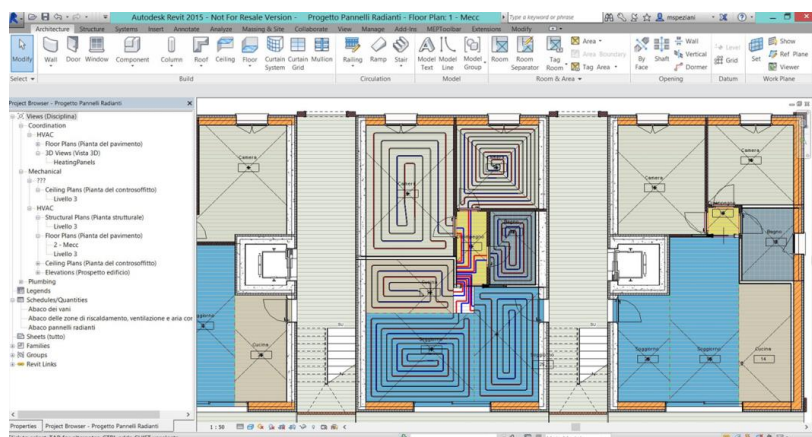 Autodesk Revit 2015 - Not For Resale Version - Progetto Pannelli Radianti - Floor Plan: 1 - Mecc
Type a keyword or phrase
mspeziani
Architecture Structure Systems Insert Annotate Analyze Massing & Site Collaborate View Manage Add-Ins MEPToolbar Extensions Modify
Modify Wall Door Window Component Column Roof Ceiling Floor Curtain System Curtain Grid Mullion Railing Ramp Stair Model Text Model Line Model Group Room Room Separator Tag Room Area Area Boundary Tag Area By Face Shaft Wall Vertical Dormer Level Grid Set Show Ref Plane Viewer
Select Build Circulation Model Room & Area Opening Datum Work Plane
Project Browser - Progetto Pannelli Radianti
Views (Disciplina)
Coordination
HVAC
Floor Plans (Pianta del pavimento)
3D Views (Vista 3D)
HeatingPanels
Mechanical
???
Ceiling Plans (Pianta del controsoffitto)
Livello 3
HVAC
Structural Plans (Pianta strutturale)
Livello 3
Floor Plans (Pianta del pavimento)
2 - Mecc
Livello 3
Ceiling Plans (Pianta del controsoffitto)
Elevations (Prospetto edificio)
Plumbing
Legends
Schedules/Quantities
Abaco dei vani
Abaco delle zone di riscaldamento, ventilazione e aria cor
Abaco pannelli radianti
Sheets (tutto)
Families
Groups
Revit Links
Camera
Camera
Camera
Camera
Bagno
Soggiorno
Soggiorno
Cucina
14
Properties Project Browser - Progetto Pannelli Radianti
1 : 50